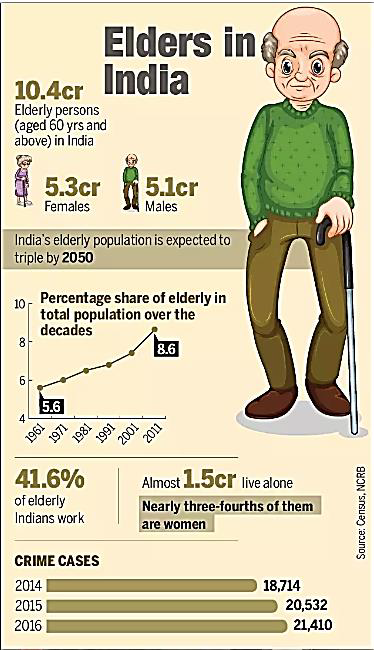 Elders in
India
10.4cr
Elderly persons
(aged 60 yrs and
above) in India
5.3cr
Females
5.1cr
Males
India's elderly population is expected to
triple by 2050
Percentage share of elderly in
total population over the
decades
10
8
6
4
5.6
8.6
1961
1971
1981
1991
2001
2011
41.6%
of elderly
Indians work
Almost 1.5cr live alone
Nearly three-fourths of them
are women
CRIME CASES
2014 18,714
2015 20,532
2016 21,410
Source: Census, NCRB